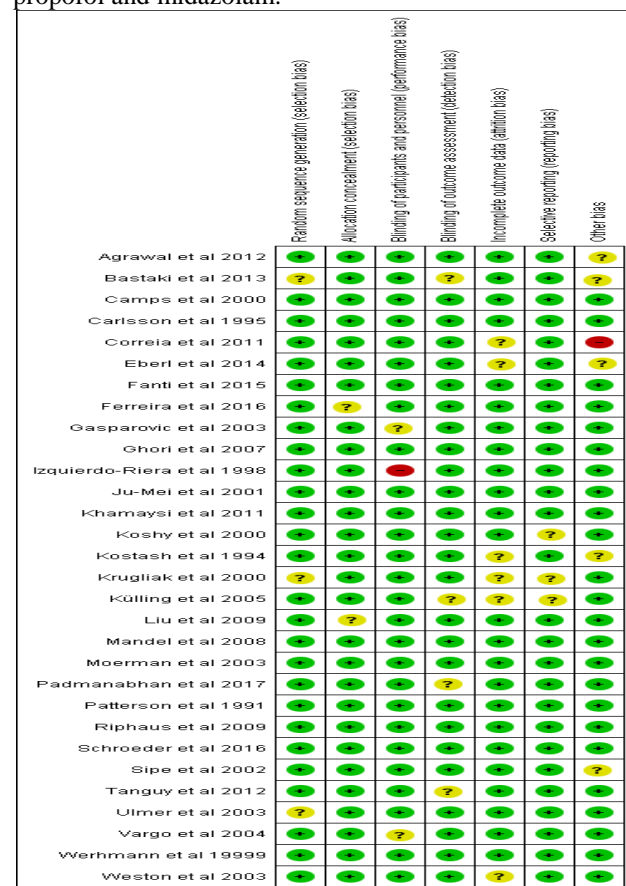 propofol and midazolam.
Random sequence generation (selection bias)
Allocation concealment (selection bias)
Blinding of participants and personnel (performance bias)
Blinding of outcome assessment (detection bias)
Incomplete outcome data (attrition bias)
Selective reporting (reporting bias)
Other bias
Agrawal et al 2012 + + + + + + ?
Bastaki et al 2013 ? + + ? + + ?
Camps et al 2000 + + + + + + +
Carlsson et al 1995 + + + + + + +
Correia et al 2011 + + + + ? + -
Eberl et al 2014 + + + + ? + ?
Fanti et al 2015 + + + + + + +
Ferreira et al 2016 + ? + + + + +
Gasparovic et al 2003 + + ? + + + +
Ghori et al 2007 + + + + + + +
Izquierdo-Riera et al 1998 + + - + + + +
Ju-Mei et al 2001 + + + + + + +
Khamaysi et al 2011 + + + + + + +
Koshy et al 2000 + + + + + ? +
Kostash et al 1994 + + + + ? + ?
Krugliak et al 2000 ? + + + ? ? +
Külling et al 2005 + + + ? ? ? +
Liu et al 2009 + ? + + + + +
Mandel et al 2008 + + + + + + +
Moerman et al 2003 + + + + + + +
Padmanabhan et al 2017 + + + ? + + +
Patterson et al 1991 + + + + + + +
Riphaus et al 2009 + + + + + + +
Schroeder et al 2016 + + + + + + +
Sipe et al 2002 + + + + + + ?
Tanguy et al 2012 + + + ? + + +
Ulmer et al 2003 ? + + + + + +
Vargo et al 2004 + + ? + + + +
Werhmann et al 19999 + + + + + + +
Weston et al 2003 + + + + ? + +